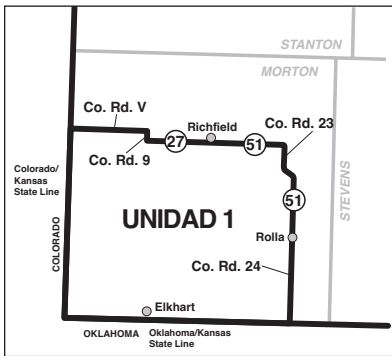 STANTON
MORTON
Co. Rd. V
Richfield
Co. Rd. 23
27
51
Co. Rd. 9
Colorado/
Kansas
State Line
STEVENS
51
UNIDAD 1
COLORADO
Rolla
Co. Rd. 24
Elkhart
OKLAHOMA
Oklahoma/Kansas
State Line